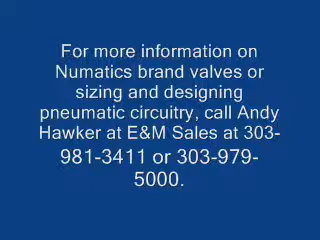 For more information on
Numatics brand valves or
sizing and designing
pneumatic circuitry, call Andy
Hawker at E&M Sales at 303-
981-3411 or 303-979-
5000.